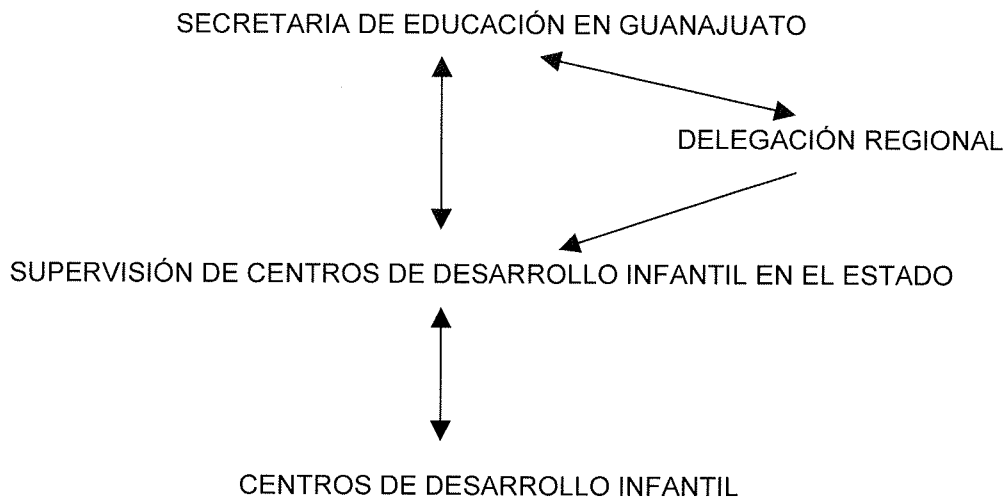 SECRETARIA DE EDUCACIÓN EN GUANAJUATO
DELEGACIÓN REGIONAL
SUPERVISIÓN DE CENTROS DE DESARROLLO INFANTIL EN EL ESTADO
CENTROS DE DESARROLLO INFANTIL